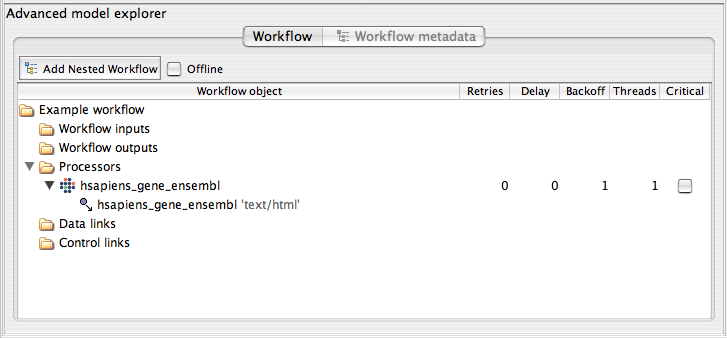 Advanced model explorer
Workflow Workflow metadata
Add Nested Workflow Offline
Workflow object Retries Delay Backoff Threads Critical
Example workflow
Workflow inputs
Workflow outputs
Processors
hsapiens_gene_ensembl 0 0 1 1
hsapiens_gene_ensembl 'text/html'
Data links
Control links